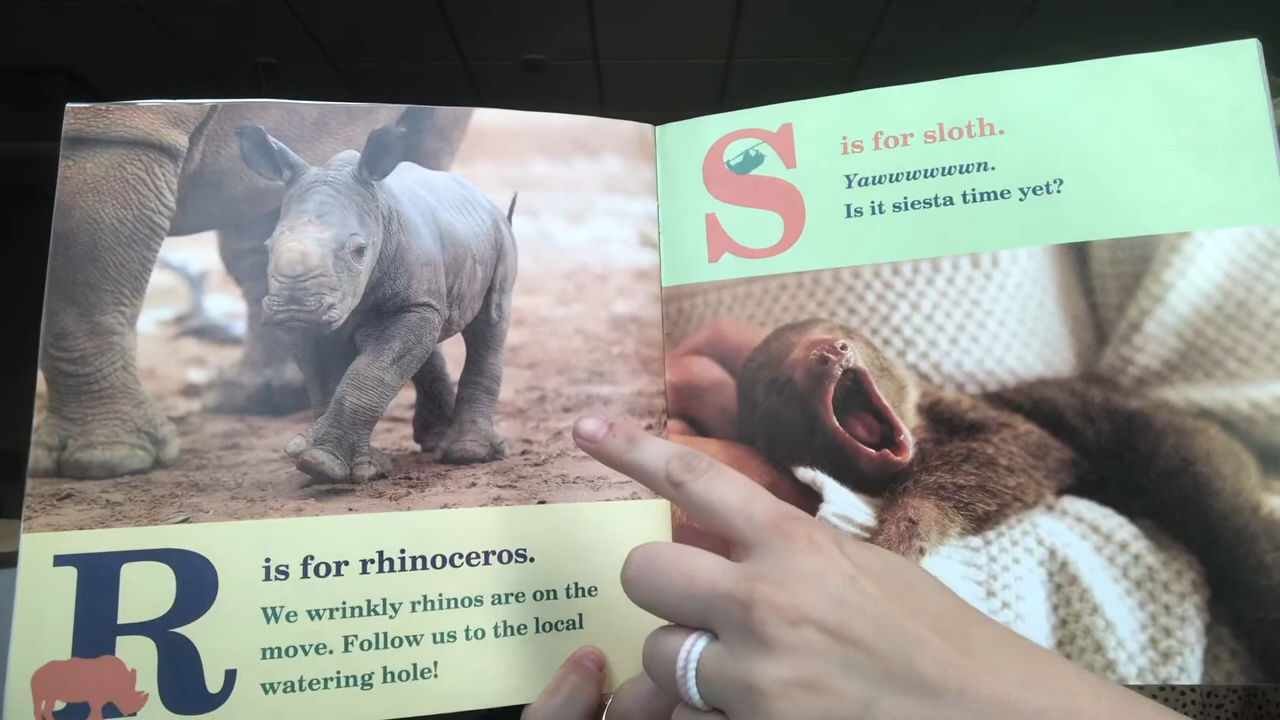 R
is for rhinoceros.
We wrinkly rhinos are on the
move. Follow us to the local
watering hole!
S
is for sloth.
Yawwwwwwn.
Is it siesta time yet?